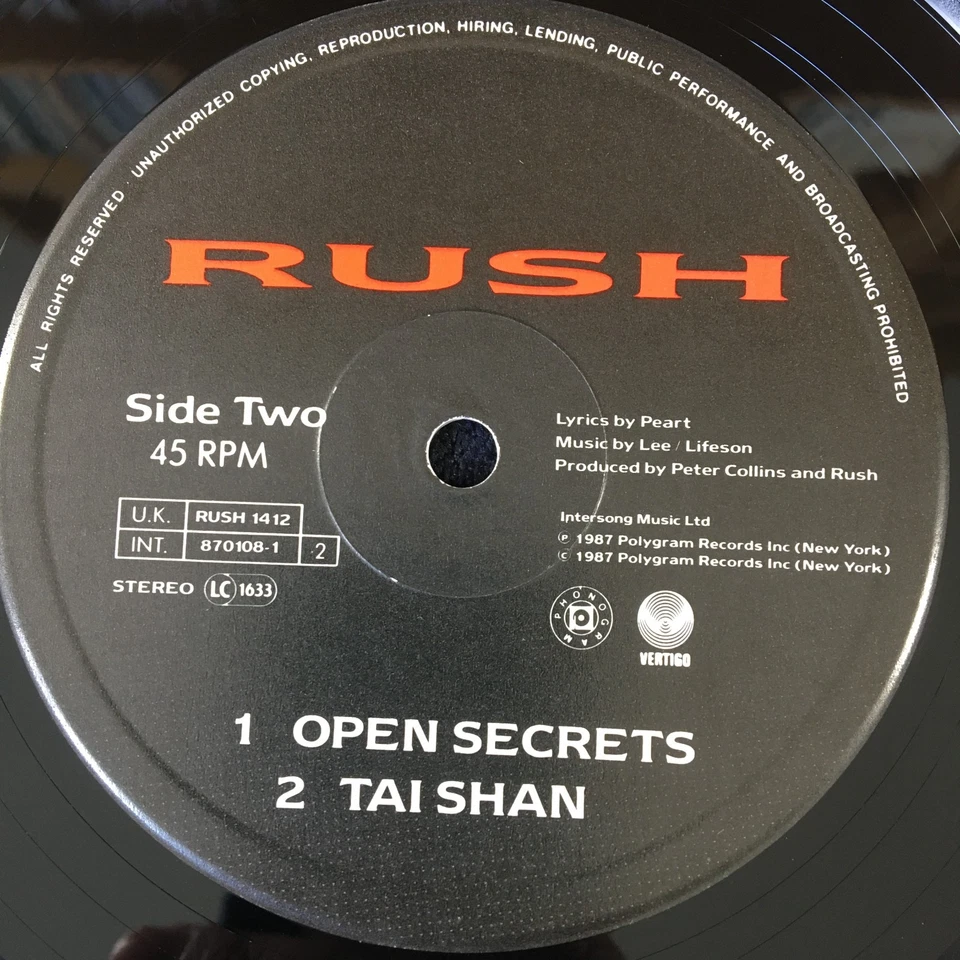 ALL RIGHTS RESERVED · UNAUTHORIZED COPYING, REPRODUCTION, HIRING, LENDING, PUBLIC PERFORMANCE AND BROADCASTING PROHIBITED
RUSH
Side Two
45 RPM
Lyrics by Peart
Music by Lee / Lifeson
Produced by Peter Collins and Rush
U.K. RUSH 1412
INT. 870108-1 ·2
STEREO LC 1633
Intersong Music Ltd
℗ 1987 Polygram Records Inc (New York)
© 1987 Polygram Records Inc (New York)
PHONOGRAM
VERTIGO
1 OPEN SECRETS
2 TAI SHAN